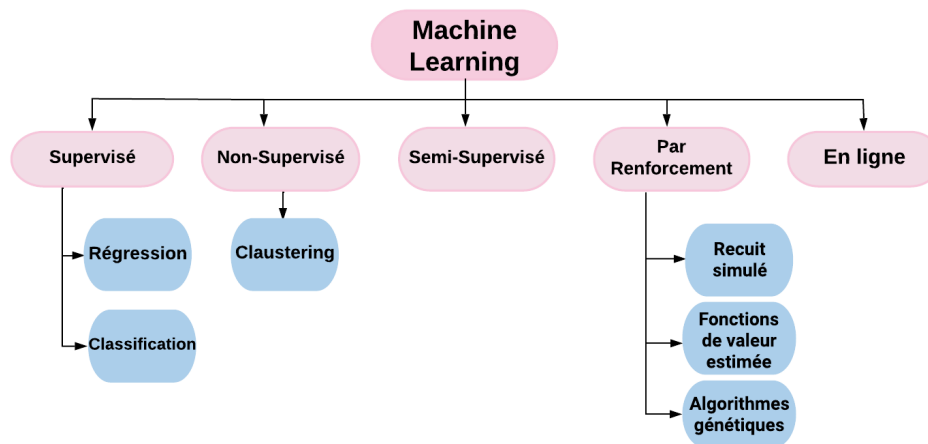 Machine
Learning
Supervisé
Non-Supervisé
Semi-Supervisé
Par
Renforcement
En ligne
Régression
Classification
Claustering
Recuit
simulé
Fonctions
de valeur
estimée
Algorithmes
génétiques